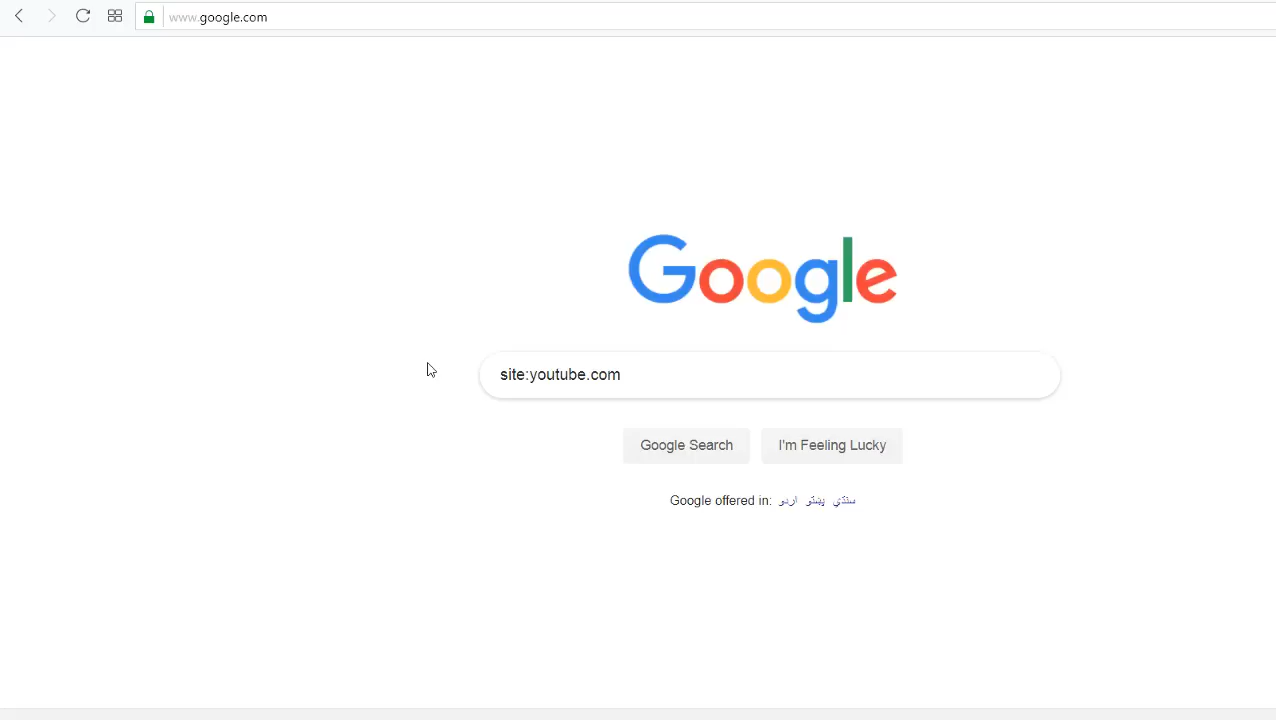 www.google.com
Google
site:youtube.com
Google Search I'm Feeling Lucky
Google offered in: اردو پښتو سنڌي